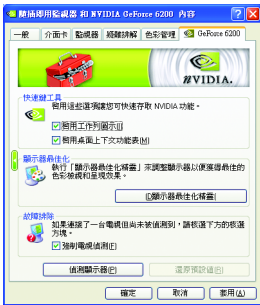 隨插即用監視器 和 NVIDIA GeForce 6200 內容
一般 介面卡 監視器 疑難排解 色彩管理 GeForce 6200
NVIDIA.
快速鍵工具
啟用這些選項讓您可快速存取 NVIDIA 功能。
啟用工作列圖示(I)
啟用桌面上下文功能表(M)
顯示器最佳化
執行「顯示器最佳化精靈」來調整顯示器以便獲得最佳的
色彩檢視和呈現效果。
顯示器最佳化精靈
故障排除
如果連接了一台電視但尚未被偵測到，請核選下方的核選
方塊。
強制電視偵測(F)
偵測顯示器(P)
還原預設值(R)
確定 取消 套用(A)